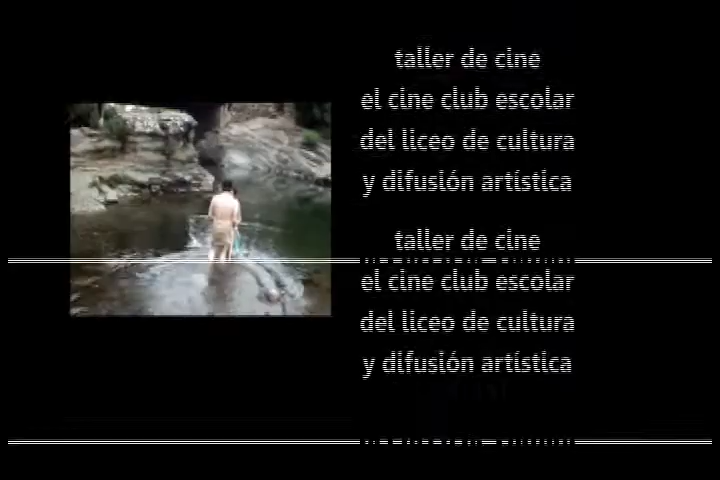 taller de cine
el cine club escolar
del liceo de cultura
y difusión artística
taller de cine
el cine club escolar
del liceo de cultura
y difusión artística